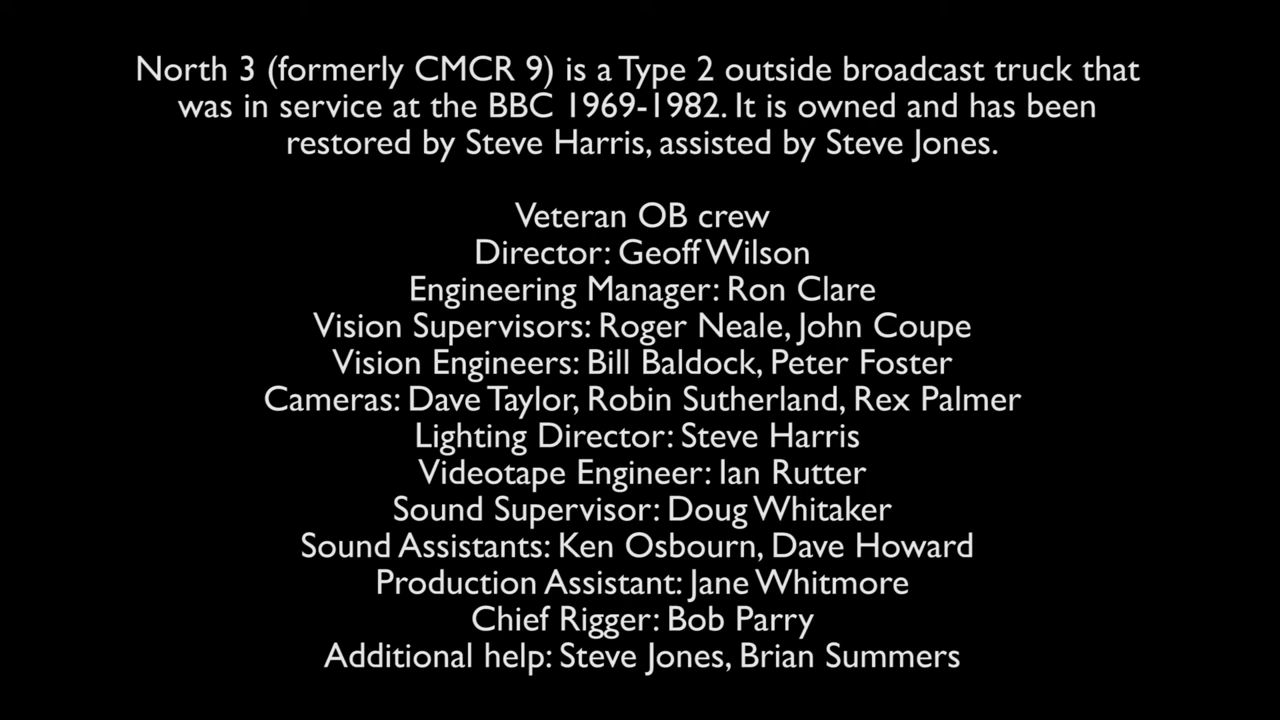 North 3 (formerly CMCR 9) is a Type 2 outside broadcast truck that
was in service at the BBC 1969-1982. It is owned and has been
restored by Steve Harris, assisted by Steve Jones.
Veteran OB crew
Director: Geoff Wilson
Engineering Manager: Ron Clare
Vision Supervisors: Roger Neale, John Coupe
Vision Engineers: Bill Baldock, Peter Foster
Cameras: Dave Taylor, Robin Sutherland, Rex Palmer
Lighting Director: Steve Harris
Videotape Engineer: Ian Rutter
Sound Supervisor: Doug Whitaker
Sound Assistants: Ken Osbourn, Dave Howard
Production Assistant: Jane Whitmore
Chief Rigger: Bob Parry
Additional help: Steve Jones, Brian Summers